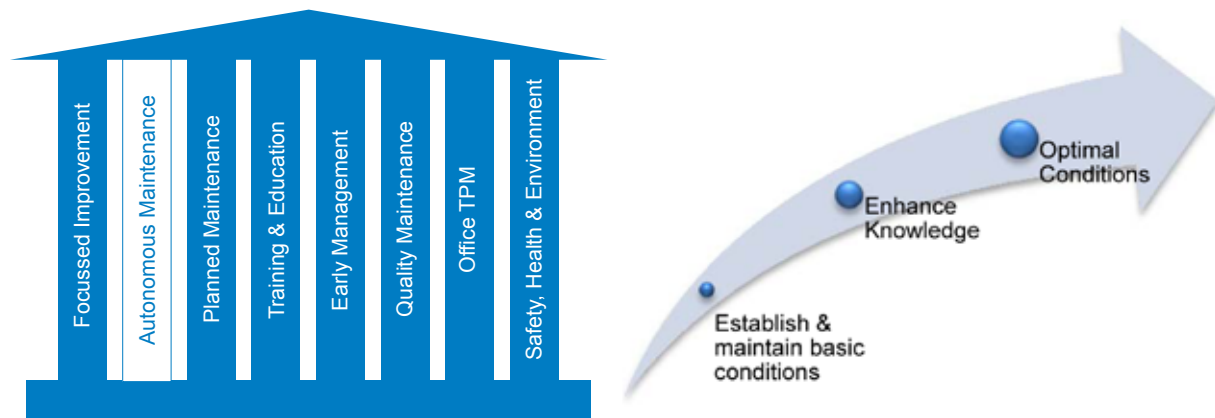 Focussed Improvement
Autonomous Maintenance
Planned Maintenance
Training & Education
Early Management
Quality Maintenance
Office TPM
Safety, Health & Environment
Optimal
Conditions
Enhance
Knowledge
Establish &
maintain basic
conditions